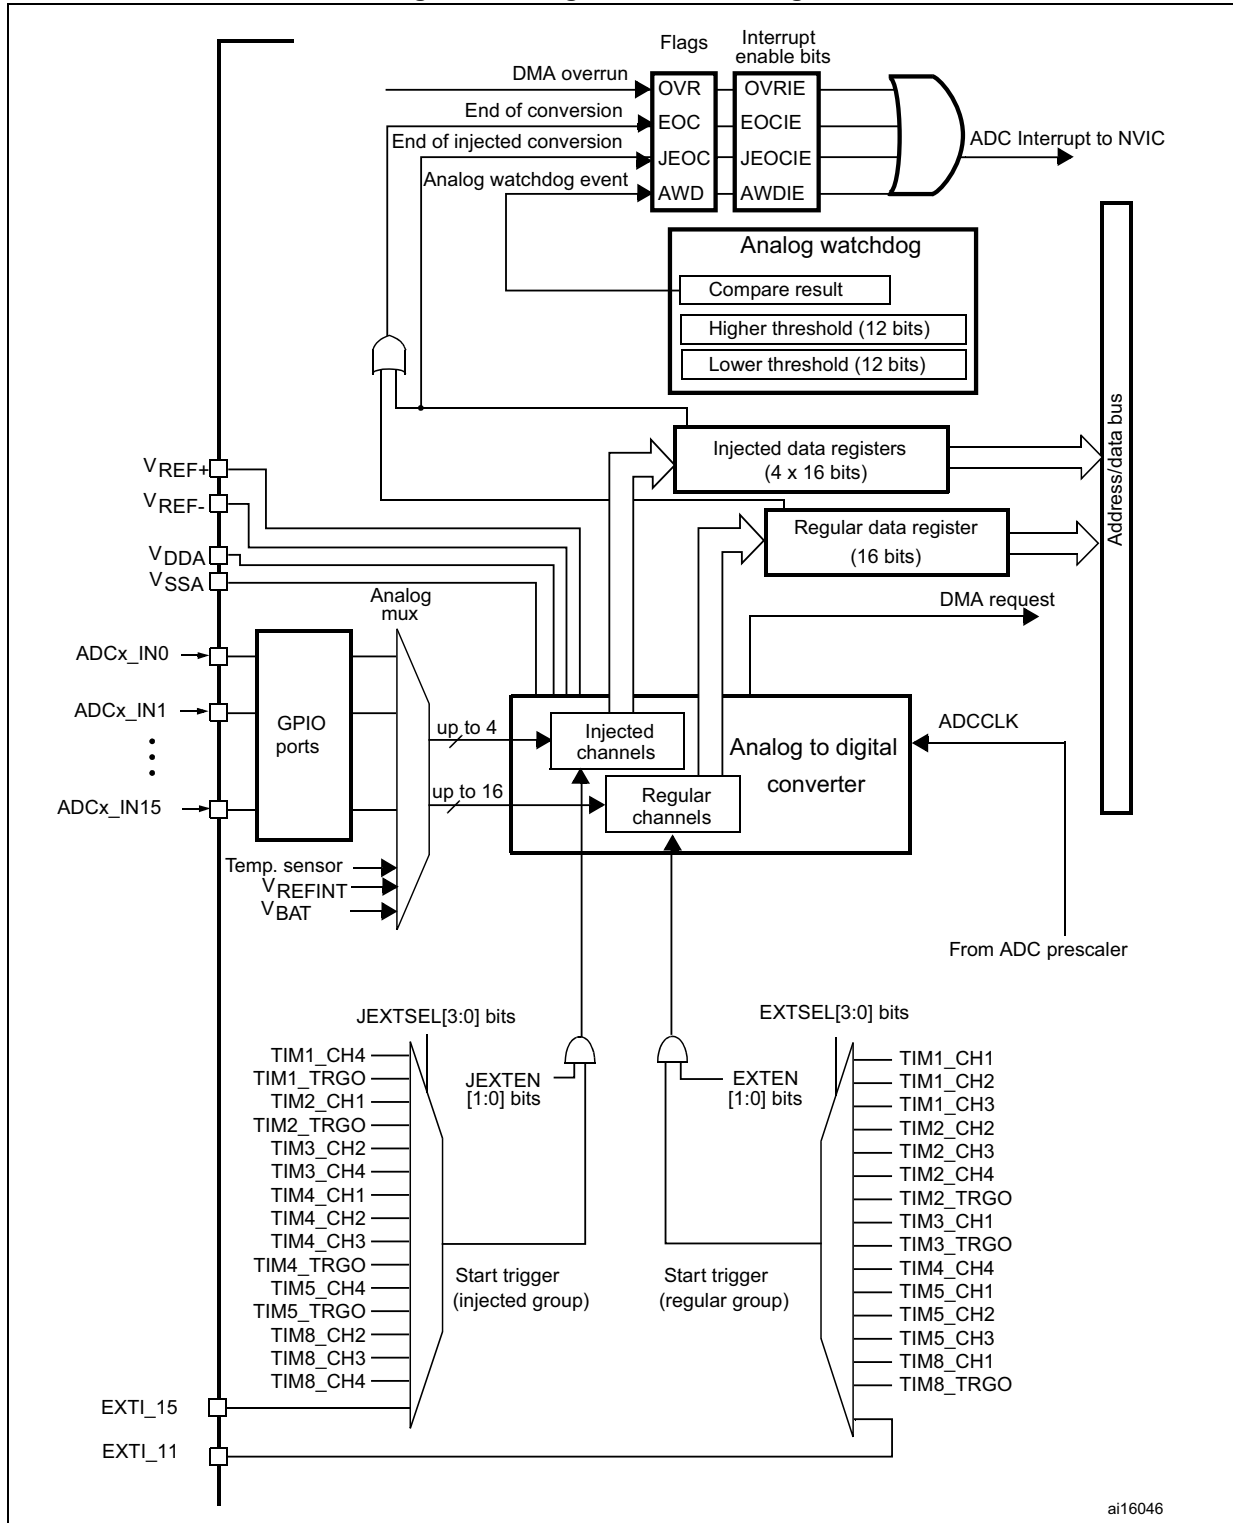 Flags
Interrupt
enable bits
DMA overrun
OVR
OVRIE
End of conversion
EOC
EOCIE
End of injected conversion
JEOC
JEOCIE
ADC Interrupt to NVIC
Analog watchdog event
AWD
AWDIE
Analog watchdog
Compare result
Higher threshold (12 bits)
Lower threshold (12 bits)
Address/data bus
Injected data registers
(4 x 16 bits)
VREF+
VREF-
VDDA
VSSA
Regular data register
(16 bits)
DMA request
Analog
mux
ADCx_IN0
ADCx_IN1
ADCx_IN15
GPIO
ports
up to 4
up to 16
Injected
channels
Regular
channels
Analog to digital
converter
ADCCLK
Temp. sensor
VREFINT
VBAT
From ADC prescaler
JEXTSEL[3:0] bits
EXTSEL[3:0] bits
JEXTEN
[1:0] bits
EXTEN
[1:0] bits
TIM1_CH4
TIM1_TRGO
TIM2_CH1
TIM2_TRGO
TIM3_CH2
TIM3_CH4
TIM4_CH1
TIM4_CH2
TIM4_CH3
TIM4_TRGO
TIM5_CH4
TIM5_TRGO
TIM8_CH2
TIM8_CH3
TIM8_CH4
Start trigger
(injected group)
Start trigger
(regular group)
TIM1_CH1
TIM1_CH2
TIM1_CH3
TIM2_CH2
TIM2_CH3
TIM2_CH4
TIM2_TRGO
TIM3_CH1
TIM3_TRGO
TIM4_CH4
TIM5_CH1
TIM5_CH2
TIM5_CH3
TIM8_CH1
TIM8_TRGO
EXTI_15
EXTI_11
ai16046